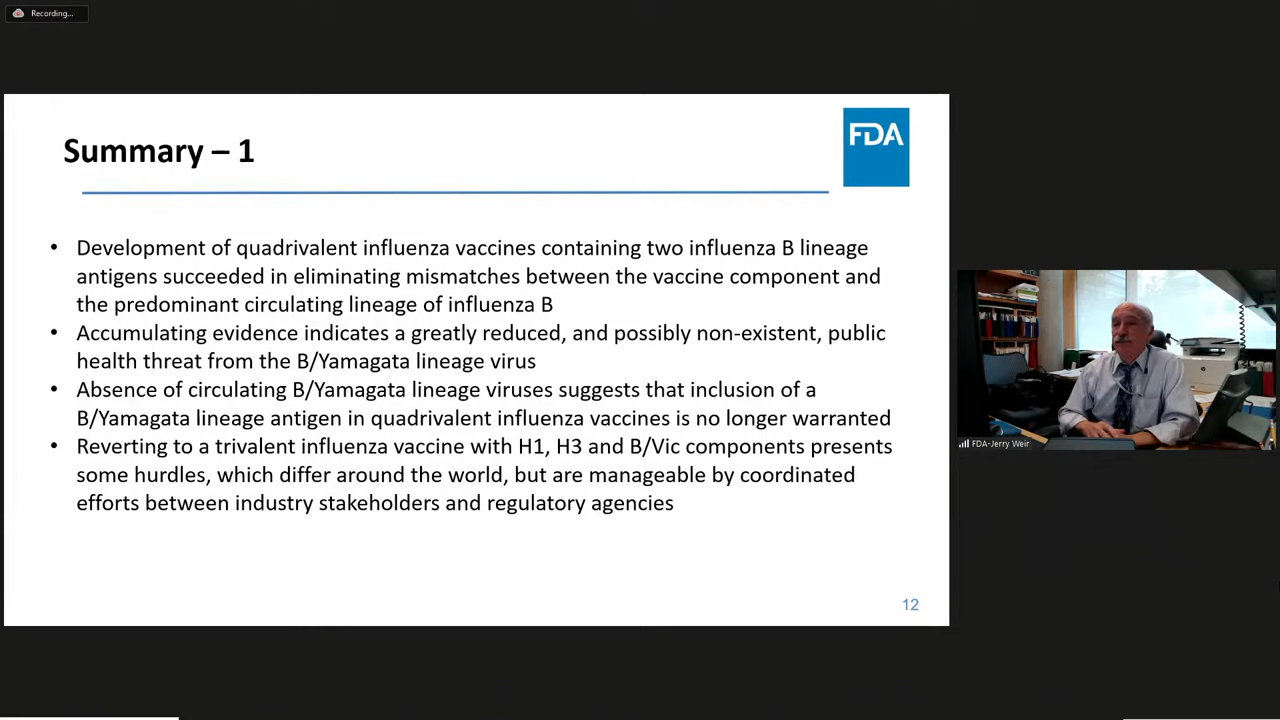 Recording...
Summary – 1
FDA
• Development of quadrivalent influenza vaccines containing two influenza B lineage
antigens succeeded in eliminating mismatches between the vaccine component and
the predominant circulating lineage of influenza B
• Accumulating evidence indicates a greatly reduced, and possibly non-existent, public
health threat from the B/Yamagata lineage virus
• Absence of circulating B/Yamagata lineage viruses suggests that inclusion of a
B/Yamagata lineage antigen in quadrivalent influenza vaccines is no longer warranted
• Reverting to a trivalent influenza vaccine with H1, H3 and B/Vic components presents
some hurdles, which differ around the world, but are manageable by coordinated
efforts between industry stakeholders and regulatory agencies
FDA-Jerry Weir
12